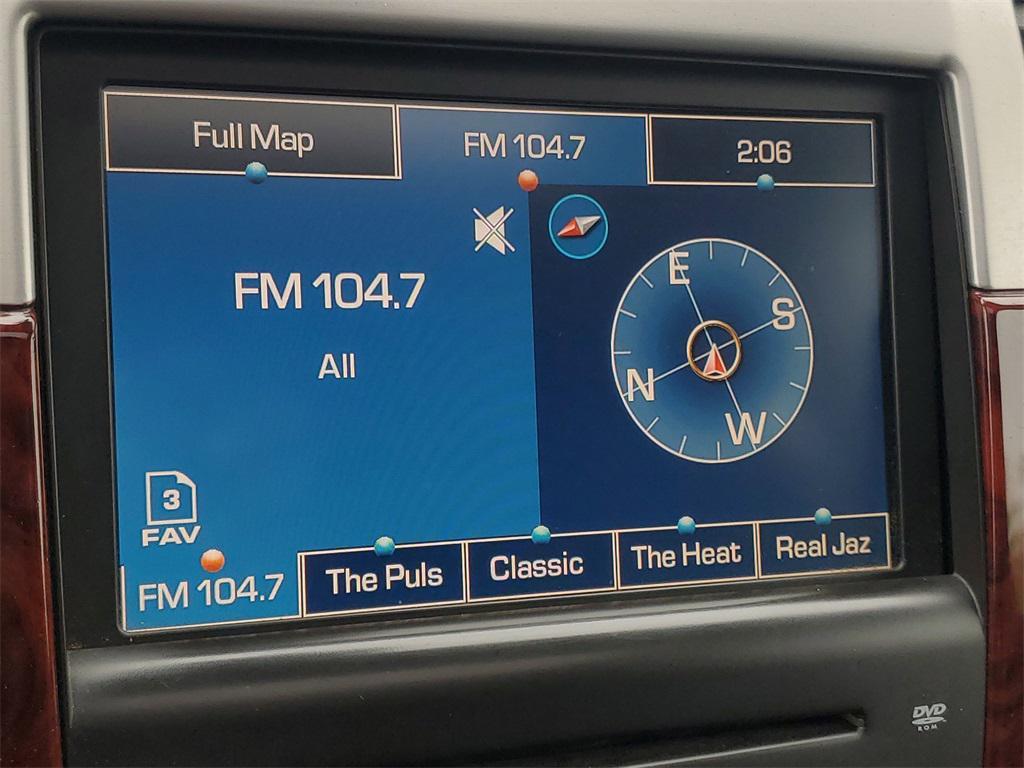 Full Map
FM 104.7
2:06
FM 104.7
All
E
S
N
W
3
FAV
FM 104.7
The Puls
Classic
The Heat
Real Jaz
DVD
ROM